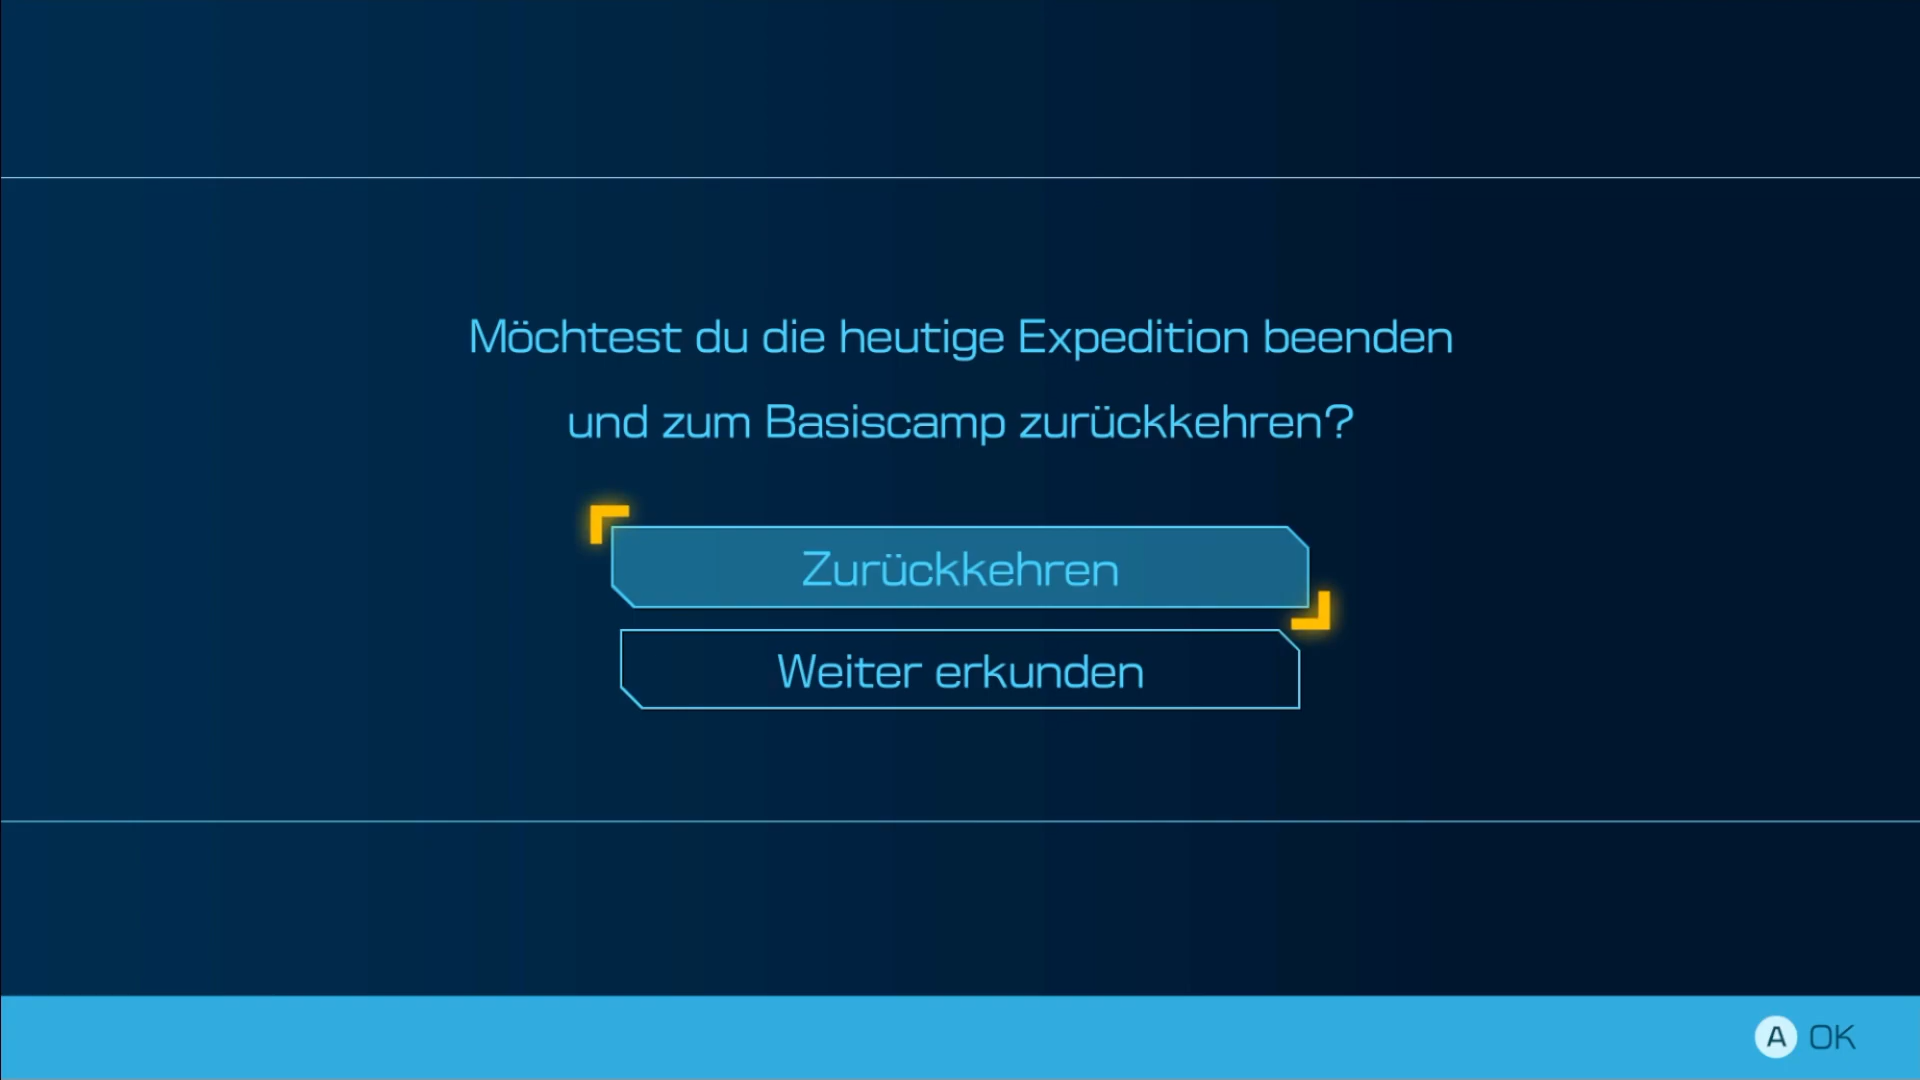 Möchtest du die heutige Expedition beenden
und zum Basiscamp zurückkehren?
Zurückkehren
Weiter erkunden
A OK